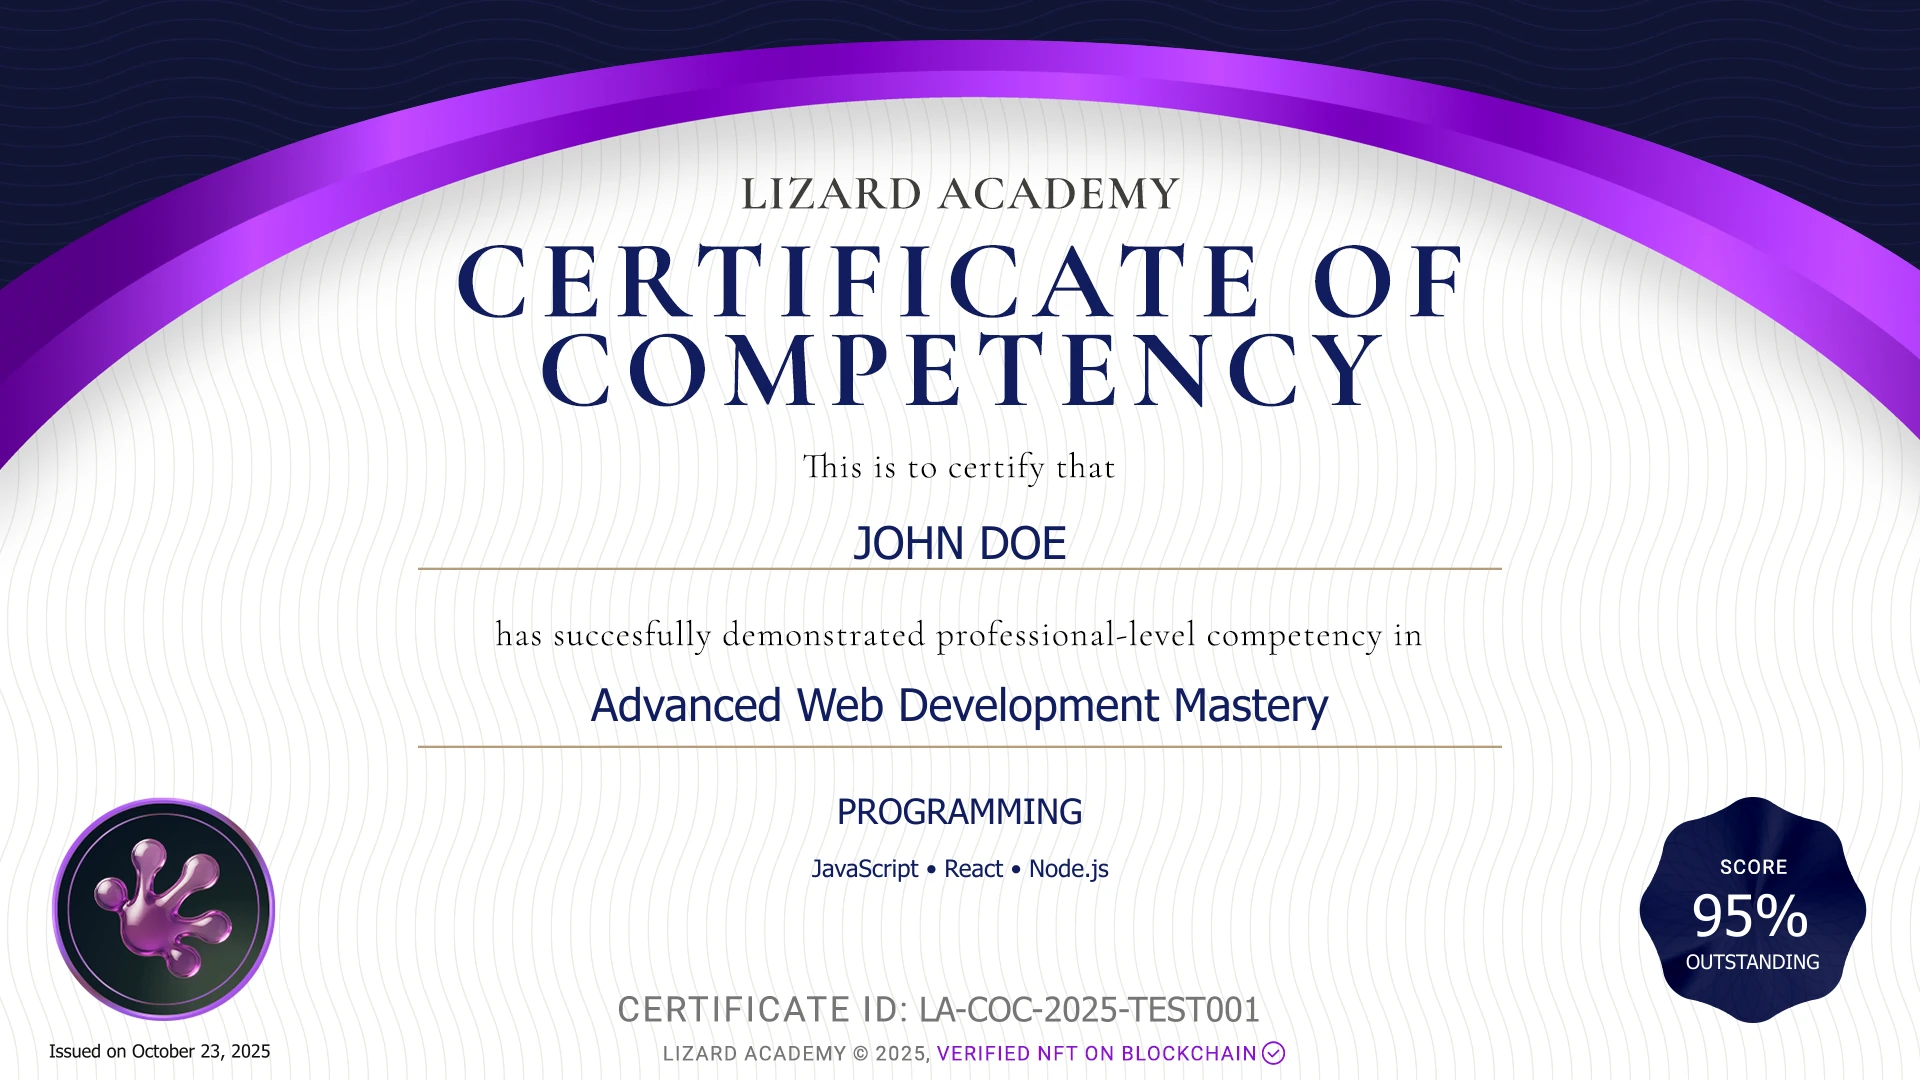 LIZARD ACADEMY
CERTIFICATE OF
COMPETENCY
This is to certify that
JOHN DOE
has succesfully demonstrated professional-level competency in
Advanced Web Development Mastery
PROGRAMMING
JavaScript • React • Node.js
SCORE
95%
OUTSTANDING
CERTIFICATE ID: LA-COC-2025-TEST001
Issued on October 23, 2025
LIZARD ACADEMY © 2025, VERIFIED NFT ON BLOCKCHAIN